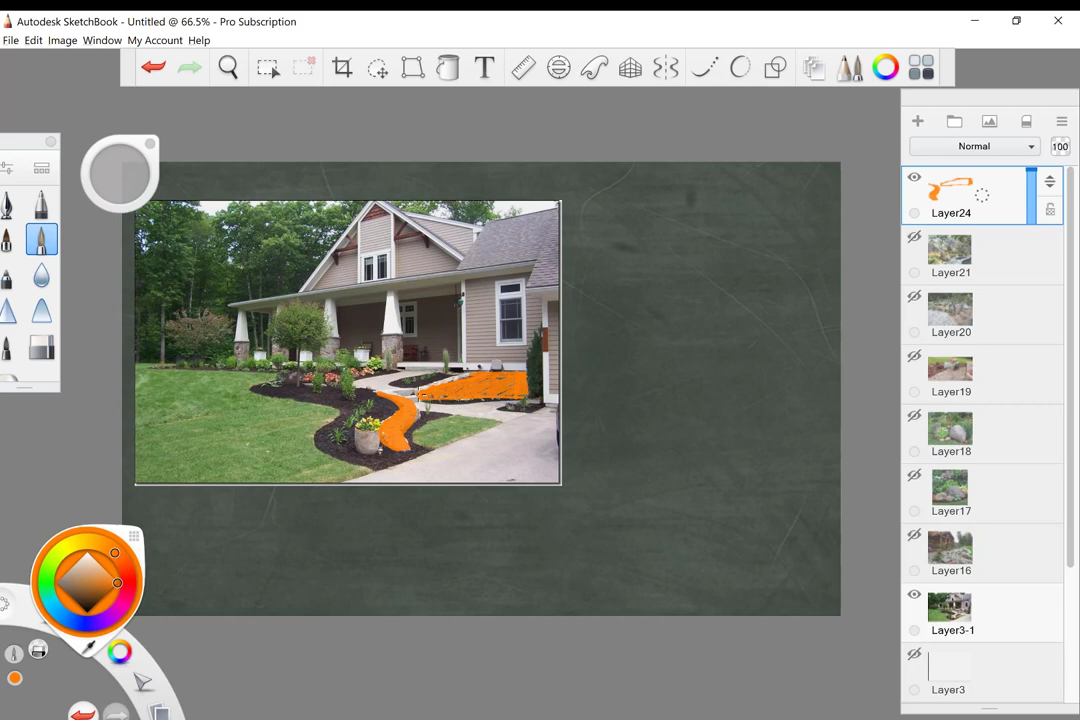 Autodesk SketchBook - Untitled @ 66.5% - Pro Subscription
File Edit Image Window My Account Help
T
Normal 100
Layer24
Layer21
Layer20
Layer19
Layer18
Layer17
Layer16
Layer3-1
Layer3